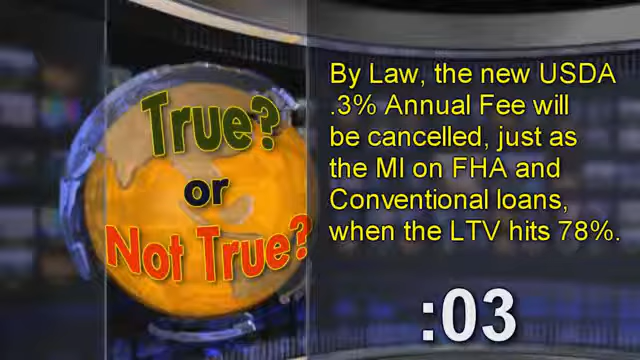 True?
or
Not True?
By Law, the new USDA
.3% Annual Fee will
be cancelled, just as
the MI on FHA and
Conventional loans,
when the LTV hits 78%.
:03